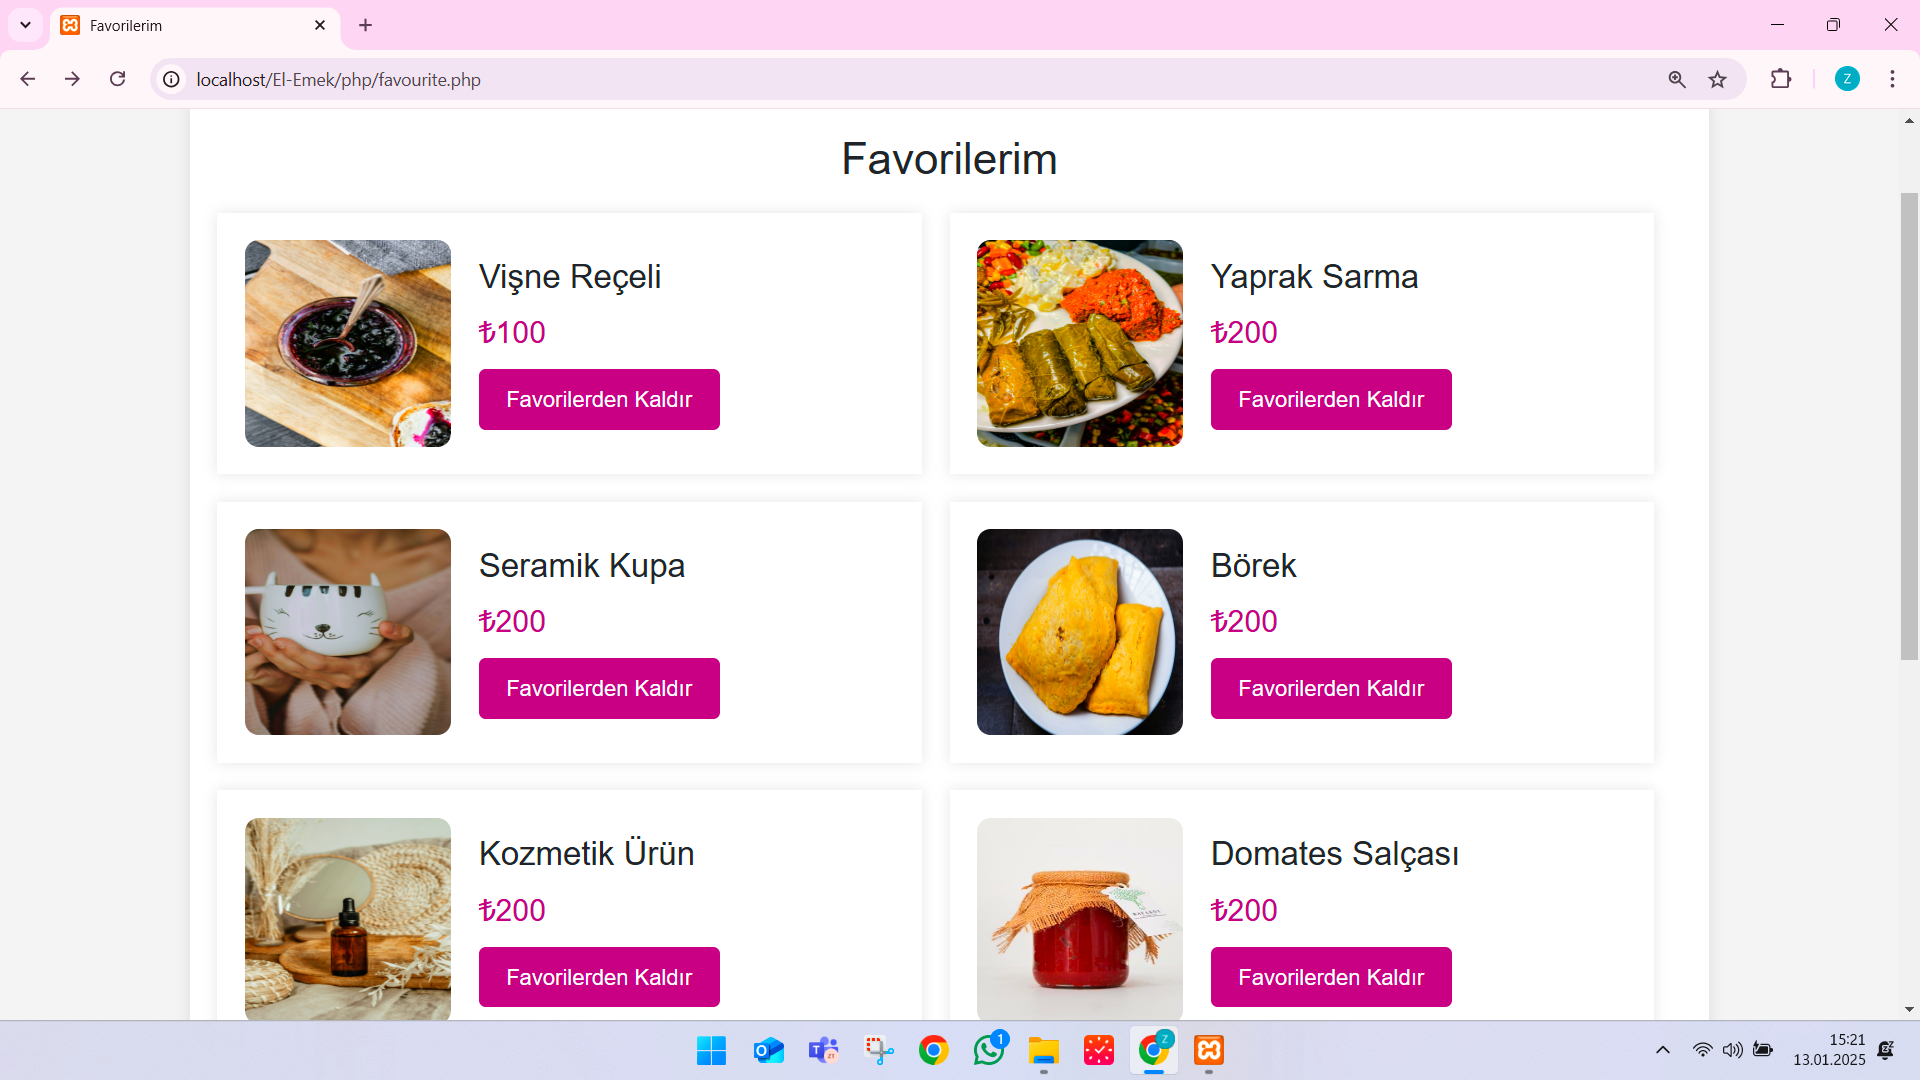 Favorilerim
localhost/El-Emek/php/favourite.php
Z
Favorilerim
Vişne Reçeli
₺100
Favorilerden Kaldır
Yaprak Sarma
₺200
Favorilerden Kaldır
Seramik Kupa
₺200
Favorilerden Kaldır
Börek
₺200
Favorilerden Kaldır
Kozmetik Ürün
₺200
Favorilerden Kaldır
Domates Salçası
₺200
Favorilerden Kaldır
1
Z
15:21
13.01.2025